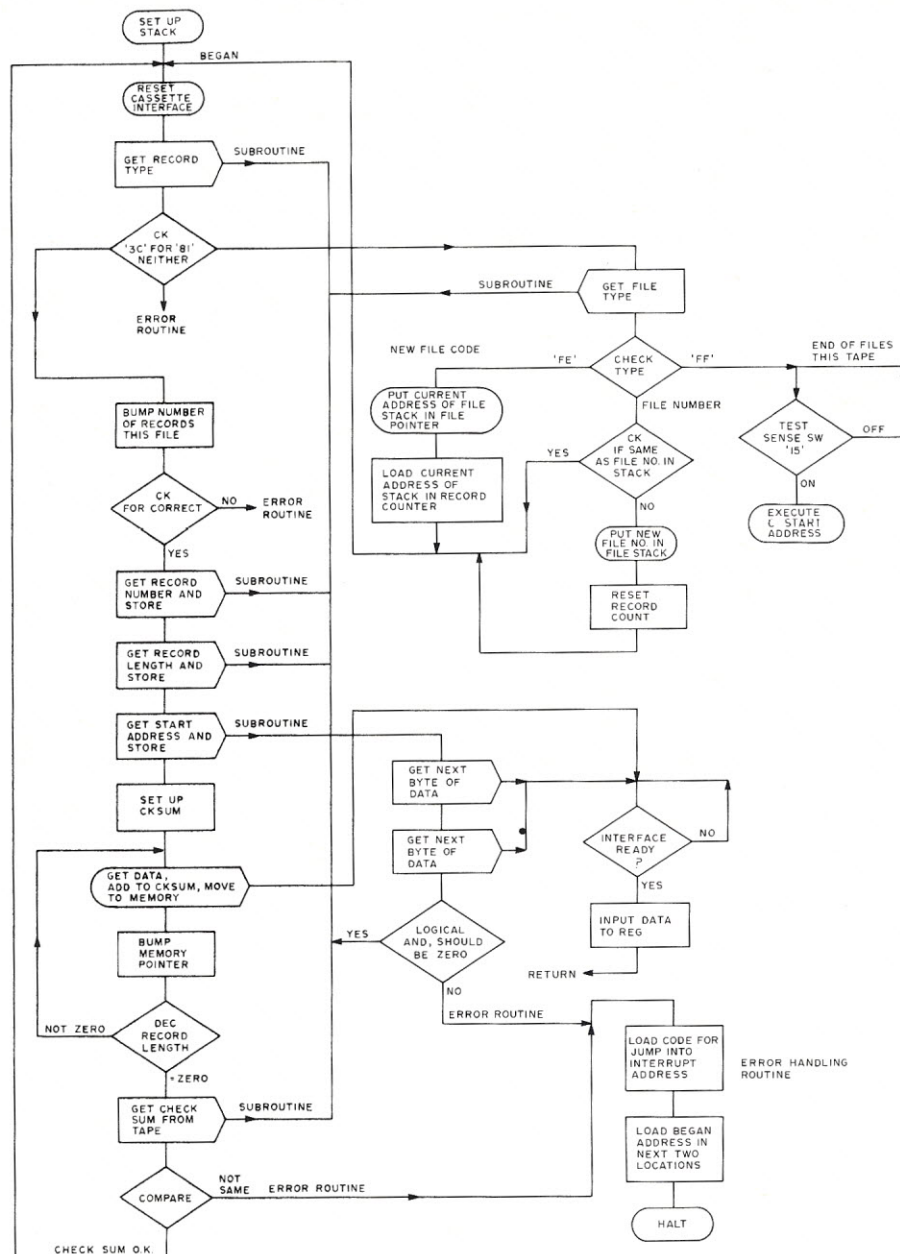 SET UP
STACK
BEGAN
RESET
CASSETTE
INTERFACE
GET RECORD
TYPE
SUBROUTINE
CK
'3C' FOR '81'
NEITHER
ERROR
ROUTINE
SUBROUTINE
GET FILE
TYPE
NEW FILE CODE
'FE'
CHECK
TYPE
'FF'
END OF FILES
THIS TAPE
PUT CURRENT
ADDRESS OF FILE
STACK IN FILE
POINTER
FILE NUMBER
TEST
SENSE SW
'15'
OFF
ON
EXECUTE
C START
ADDRESS
BUMP NUMBER
OF RECORDS
THIS FILE
LOAD CURRENT
ADDRESS OF
STACK IN RECORD
COUNTER
YES
CK
IF SAME
AS FILE NO. IN
STACK
NO
PUT NEW
FILE NO. IN
FILE STACK
RESET
RECORD
COUNT
CK
FOR CORRECT
NO
ERROR
ROUTINE
YES
GET RECORD
NUMBER AND
STORE
SUBROUTINE
GET RECORD
LENGTH AND
STORE
SUBROUTINE
GET START
ADDRESS AND
STORE
SUBROUTINE
SET UP
CKSUM
GET NEXT
BYTE OF
DATA
GET NEXT
BYTE OF
DATA
INTERFACE
READY
?
NO
YES
INPUT DATA
TO REG
RETURN
GET DATA,
ADD TO CKSUM, MOVE
TO MEMORY
BUMP
MEMORY
POINTER
YES
LOGICAL
AND, SHOULD
BE ZERO
NO
ERROR ROUTINE
NOT ZERO
DEC
RECORD
LENGTH
=ZERO
LOAD CODE FOR
JUMP INTO
INTERRUPT
ADDRESS
ERROR HANDLING
ROUTINE
GET CHECK
SUM FROM
TAPE
SUBROUTINE
LOAD BEGAN
ADDRESS IN
NEXT TWO
LOCATIONS
COMPARE
NOT
SAME
ERROR ROUTINE
HALT
CHECK SUM O.K.